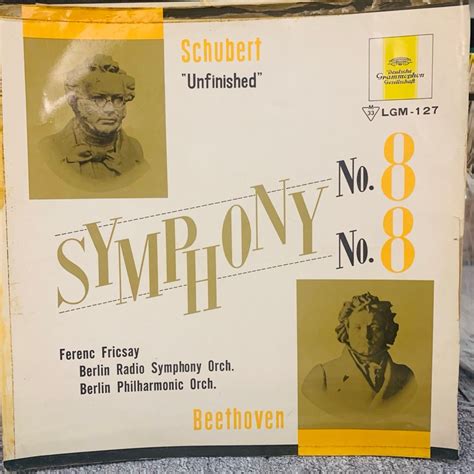 Schubert
"Unfinished"
Deutsche
Grammophon
Gesellschaft
M
33
LGM-127
SYMPHONY No. 8
No. 8
Ferenc Fricsay
Berlin Radio Symphony Orch.
Berlin Philharmonic Orch.
Beethoven